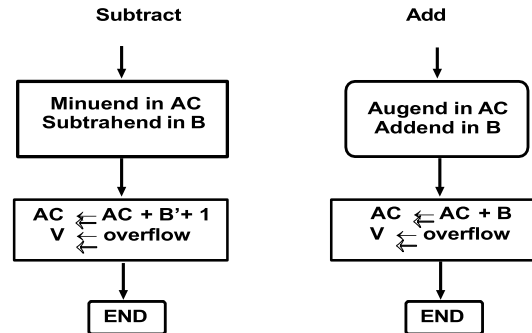 Subtract
Minuend in AC
Subtrahend in B
AC ← AC + B’+ 1
V ← overflow
END
Add
Augend in AC
Addend in B
AC ← AC + B
V ← overflow
END